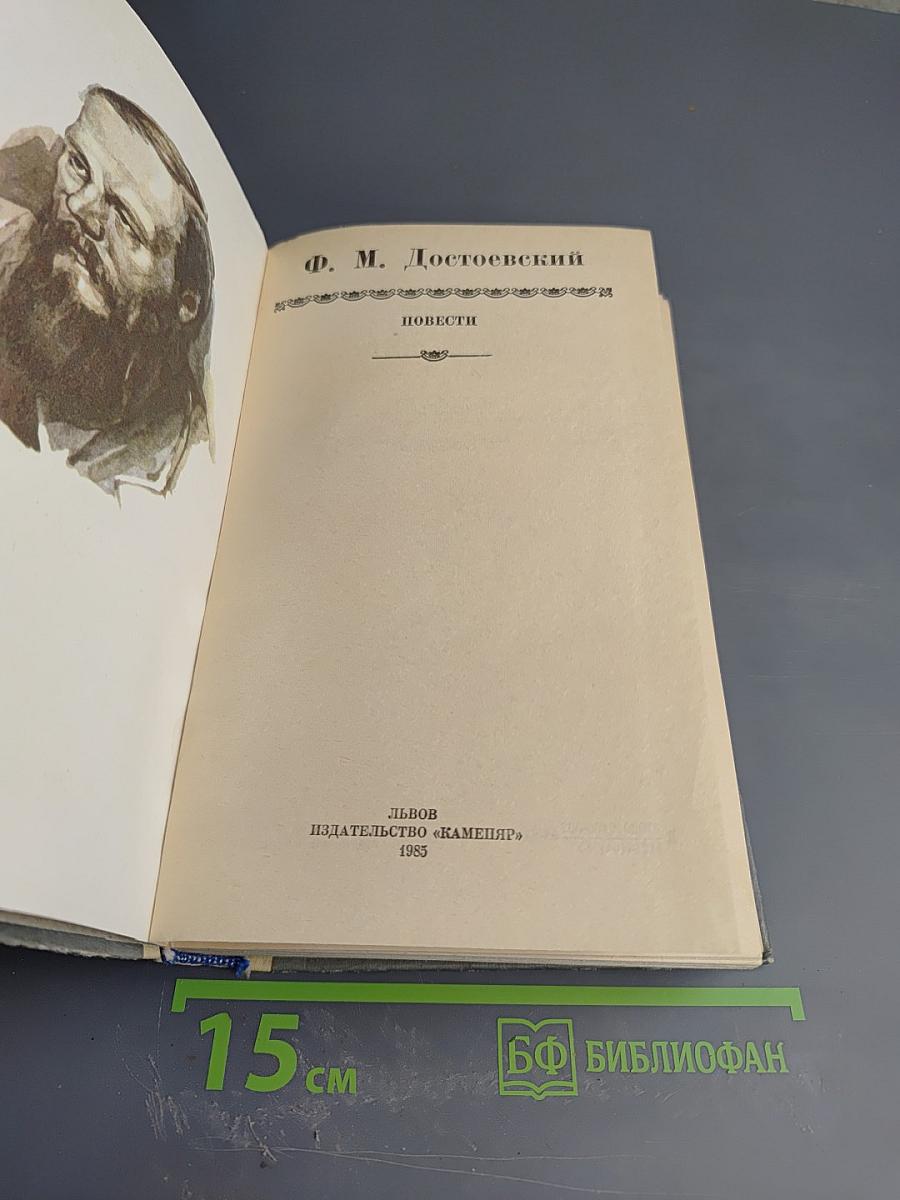 Ф. М. Достоевский
ПОВЕСТИ
ЛЬВОВ
ИЗДАТЕЛЬСТВО «КАМЕНЯР»
1985
15 см
БФ БИБЛИОФАН